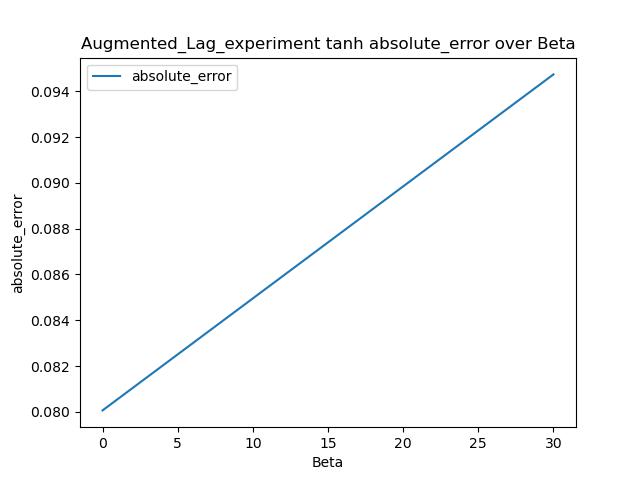 Augmented_Lag_experiment tanh absolute_error over Beta
absolute_error
0.094
0.092
0.090
0.088
0.086
0.084
0.082
0.080
absolute_error
0 5 10 15 20 25 30
Beta